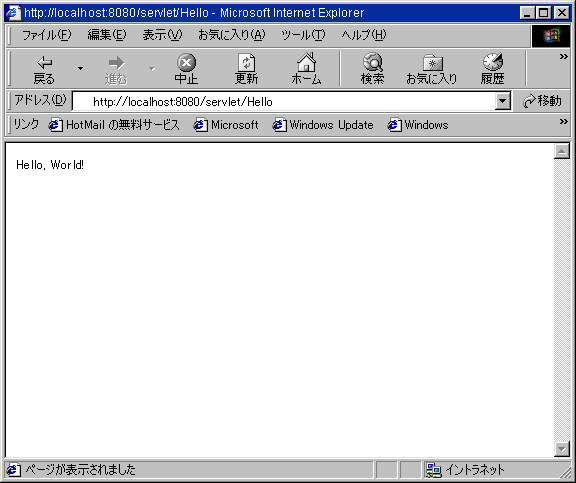 http://localhost:8080/servlet/Hello - Microsoft Internet Explorer
ファイル(F) 編集(E) 表示(V) お気に入り(A) ツール(T) ヘルプ(H)
戻る 進む 中止 更新 ホーム 検索 お気に入り 履歴 »
アドレス(D) http://localhost:8080/servlet/Hello 移動
リンク HotMail の無料サービス Microsoft Windows Update Windows »
Hello, World!
ページが表示されました イントラネット